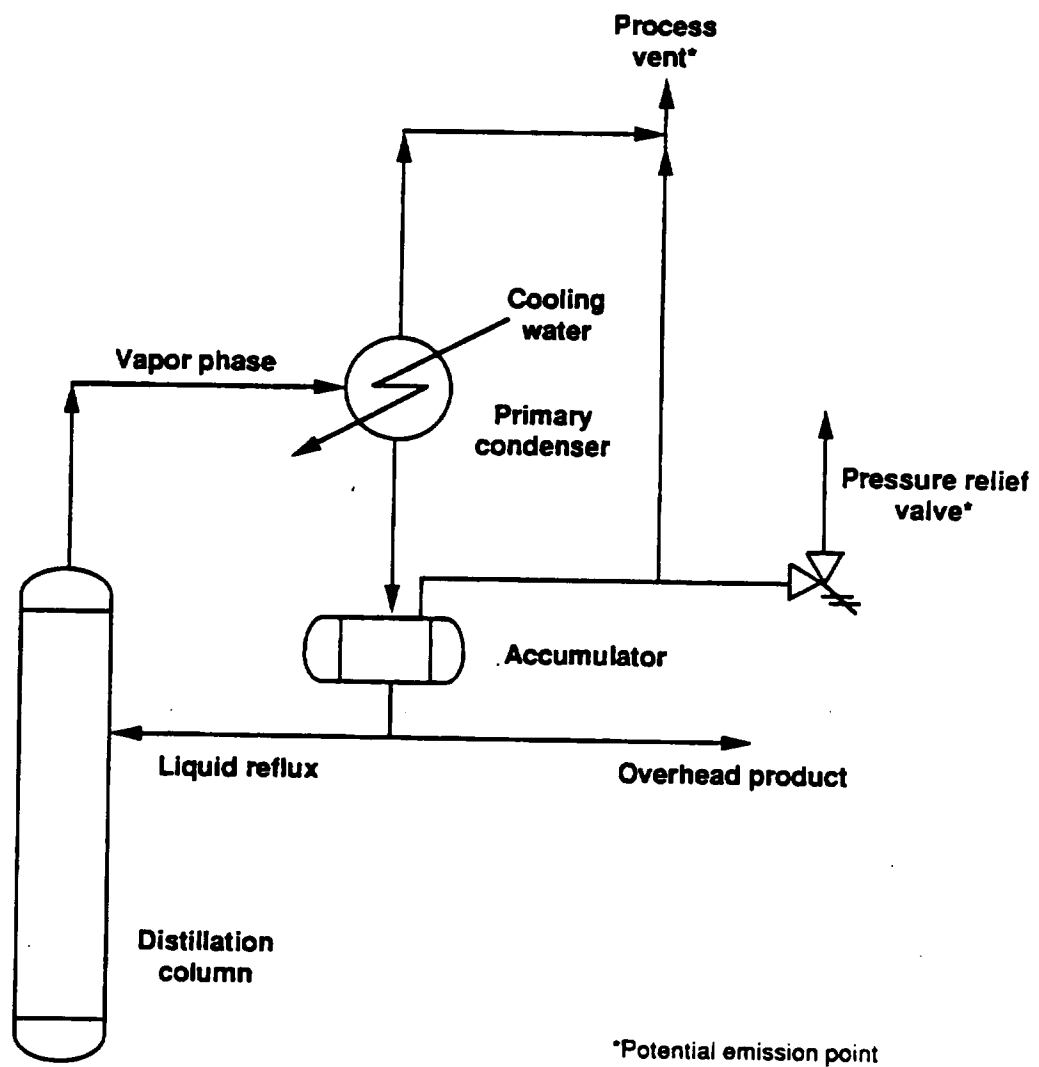 Process
vent*
Cooling
water
Vapor phase
Primary
condenser
Pressure relief
valve*
Accumulator
Liquid reflux
Overhead product
Distillation
column
*Potential emission point